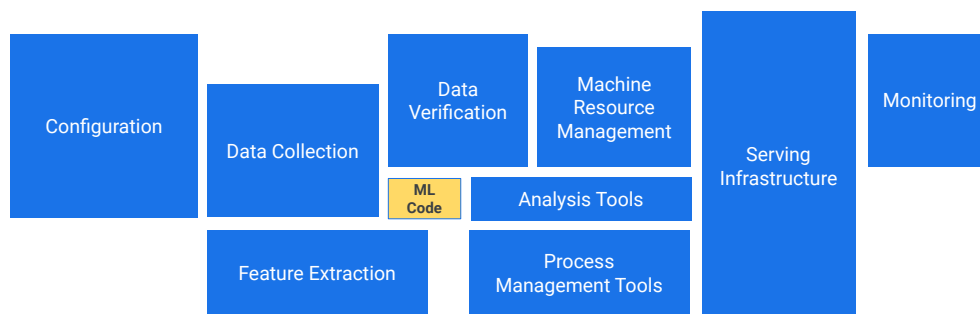 Configuration
Data Collection
Data
Verification
Machine
Resource
Management
Serving
Infrastructure
Monitoring
ML
Code
Analysis Tools
Feature Extraction
Process
Management Tools